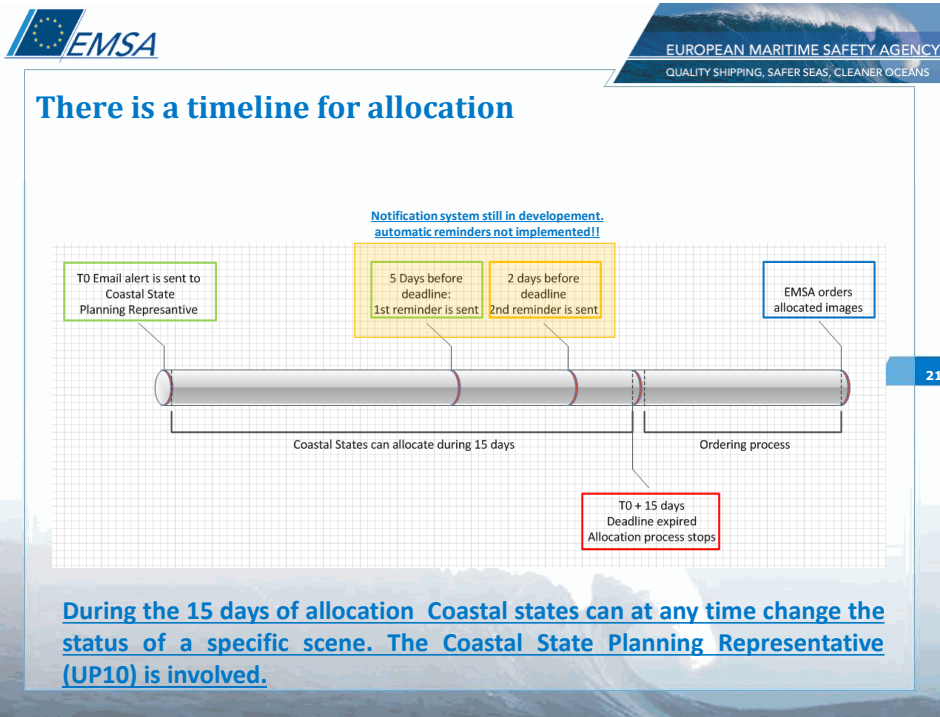 EMSA
EUROPEAN MARITIME SAFETY AGENCY
QUALITY SHIPPING, SAFER SEAS, CLEANER OCEANS
There is a timeline for allocation
Notification system still in developement.
automatic reminders not implemented!!
T0 Email alert is sent to
Coastal State
Planning Represantive
5 Days before
deadline:
1st reminder is sent
2 days before
deadline
2nd reminder is sent
EMSA orders
allocated images
21
Coastal States can allocate during 15 days
Ordering process
T0 + 15 days
Deadline expired
Allocation process stops
During the 15 days of allocation Coastal states can at any time change the
status of a specific scene. The Coastal State Planning Representative
(UP10) is involved.